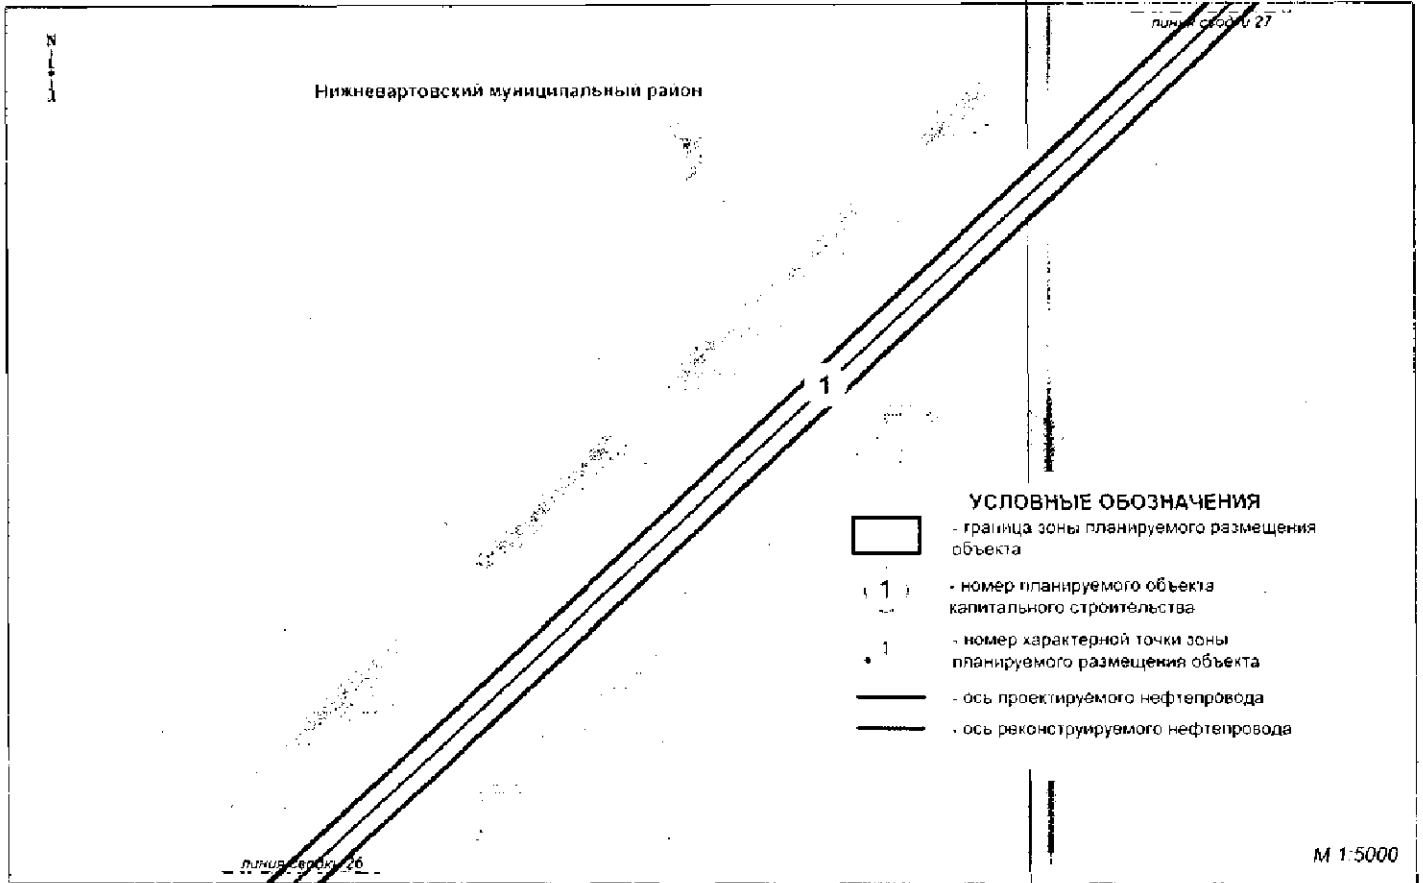 N
линия сводки 27
Нижневартовский муниципальный район
1
УСЛОВНЫЕ ОБОЗНАЧЕНИЯ
- граница зоны планируемого размещения
объекта
1
- номер планируемого объекта
капитального строительства
1
- номер характерной точки зоны
планируемого размещения объекта
- ось проектируемого нефтепровода
- ось реконструируемого нефтепровода
линия сводки 26
М 1:5000